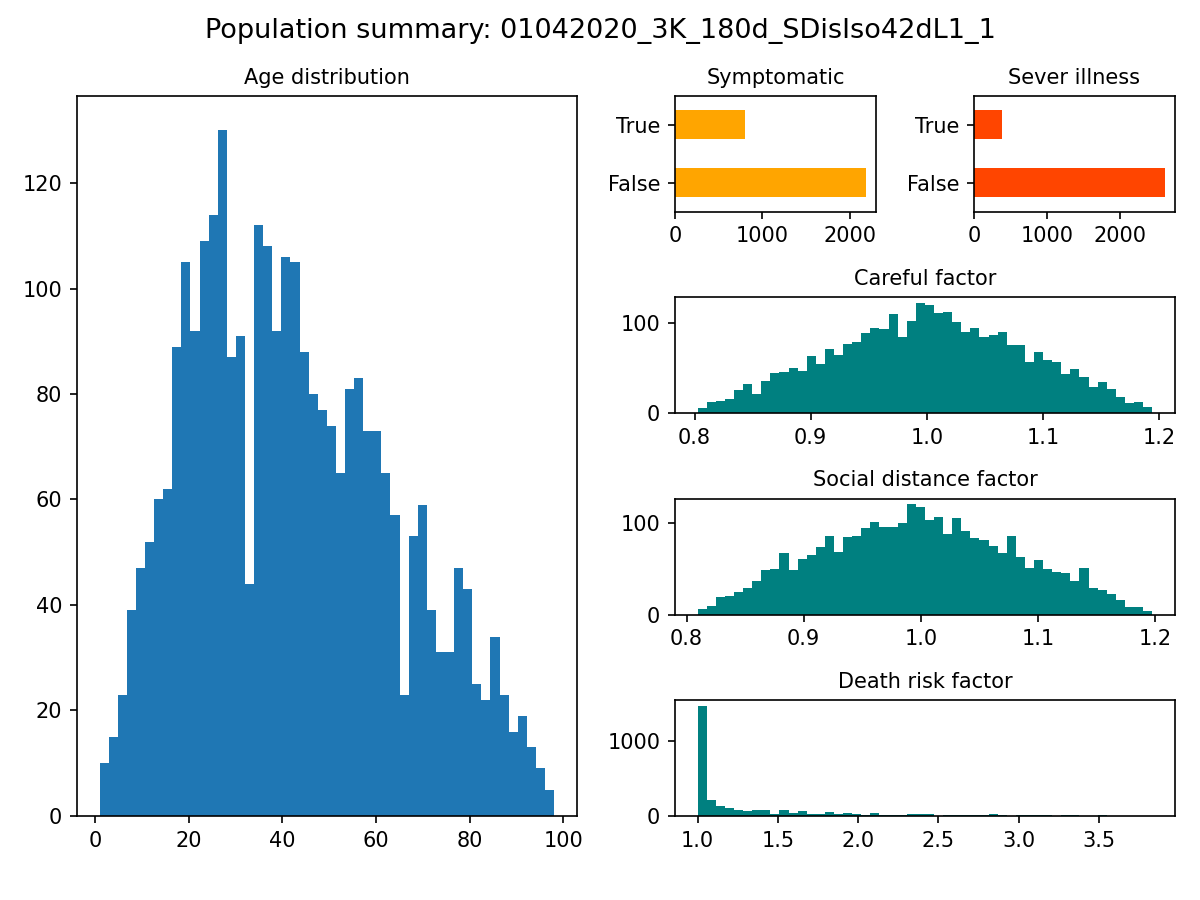 Population summary: 01042020_3K_180d_SDisIso42dL1_1
Age distribution
120
100
80
60
40
20
0
0 20 40 60 80 100
Symptomatic
True
False
0 1000 2000
Sever illness
True
False
0 1000 2000
Careful factor
100
0
0.8 0.9 1.0 1.1 1.2
Social distance factor
100
0
0.8 0.9 1.0 1.1 1.2
Death risk factor
1000
0
1.0 1.5 2.0 2.5 3.0 3.5